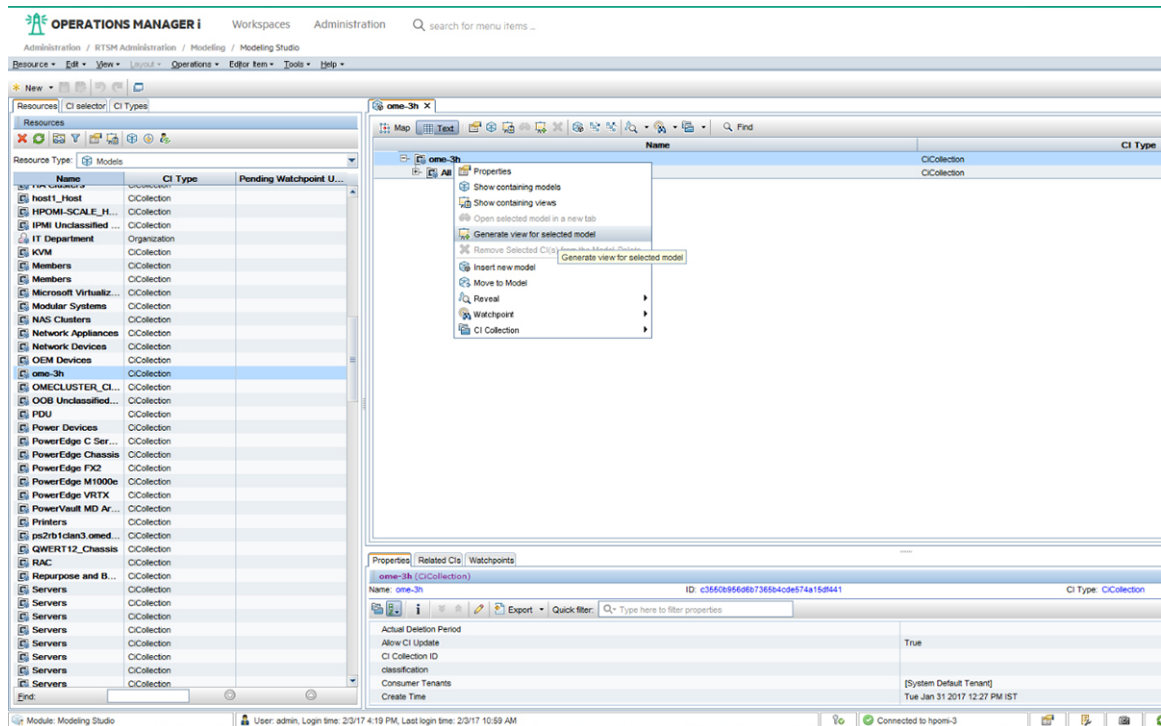 OPERATIONS MANAGER i Workspaces Administration search for menu items ...
Administration / RTSM Administration / Modeling / Modeling Studio
Resource Edit View Layout Operations Editor Item Tools Help
New
Resources CI selector CI Types
ome-3h X
Resources
Map Text Find
Resource Type: Models
Name CI Type
Name CI Type Pending Watchpoint U...
ome-3h CiCollection
All CiCollection
Properties
Show containing models
Show containing views
Open selected model in a new tab
Generate view for selected model
Remove Selected CI(s) from the Model
Generate view for selected model
Insert new model
Move to Model
Reveal
Watchpoint
CI Collection
HA Clusters CiCollection
host1_Host CiCollection
HPOMI-SCALE_H... CiCollection
IPMI Unclassified ... CiCollection
IT Department Organization
KVM CiCollection
Members CiCollection
Members CiCollection
Microsoft Virtualiz... CiCollection
Modular Systems CiCollection
NAS Clusters CiCollection
Network Appliances CiCollection
Network Devices CiCollection
OEM Devices CiCollection
ome-3h CiCollection
OMECLUSTER_CI... CiCollection
OOB Unclassified... CiCollection
PDU CiCollection
Power Devices CiCollection
PowerEdge C Ser... CiCollection
PowerEdge Chassis CiCollection
PowerEdge FX2 CiCollection
PowerEdge M1000e CiCollection
PowerEdge VRTX CiCollection
PowerVault MD Ar... CiCollection
Printers CiCollection
ps2rb1clan3.omed... CiCollection
QWERT12_Chassis CiCollection
RAC CiCollection
Repurpose and B... CiCollection
Servers CiCollection
Servers CiCollection
Servers CiCollection
Servers CiCollection
Servers CiCollection
Servers CiCollection
Servers CiCollection
Servers CiCollection
Find:
Properties Related CIs Watchpoints
ome-3h (CiCollection)
Name: ome-3h ID: c3550b956d6b7365b4cde574a15df441 CI Type: CiCollection
Export Quick filter: Type here to filter properties
Actual Deletion Period
Allow CI Update True
CI Collection ID
classification
Consumer Tenants [System Default Tenant]
Create Time Tue Jan 31 2017 12:27 PM IST
Module: Modeling Studio User: admin, Login time: 2/3/17 4:19 PM, Last login time: 2/3/17 10:59 AM Connected to hpomi-3